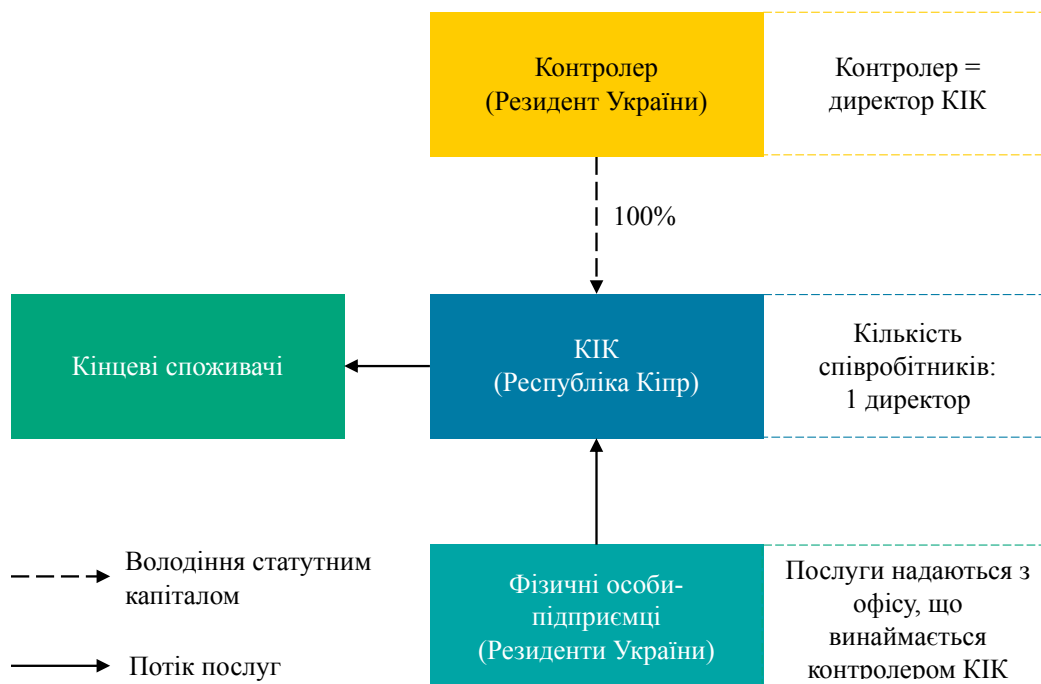 Контролер
(Резидент України)
Контролер =
директор КІК
100%
Кінцеві споживачі
КІК
(Республіка Кіпр)
Кількість
співробітників:
1 директор
Володіння статутним
капіталом
Потік послуг
Фізичні особи-
підприємці
(Резиденти України)
Послуги надаються з
офісу, що
винаймається
контролером КІК